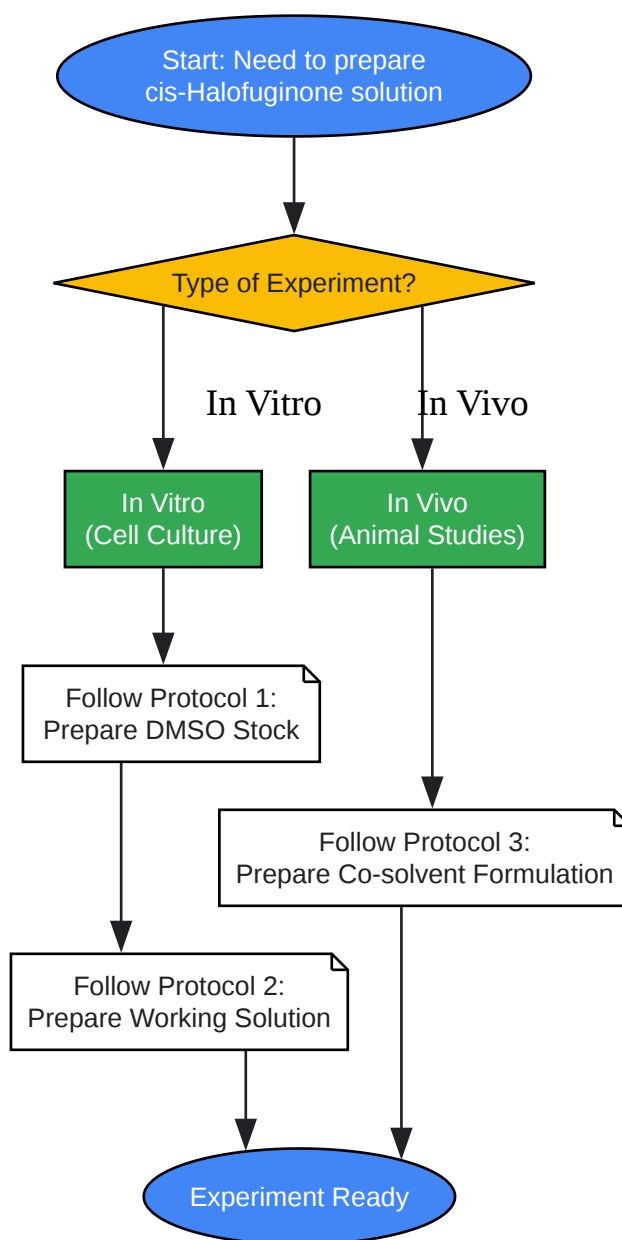 Start: Need to prepare
cis-Halofuginone solution
Type of Experiment?
In Vitro
In Vivo
In Vitro
(Cell Culture)
In Vivo
(Animal Studies)
Follow Protocol 1:
Prepare DMSO Stock
Follow Protocol 3:
Prepare Co-solvent Formulation
Follow Protocol 2:
Prepare Working Solution
Experiment Ready